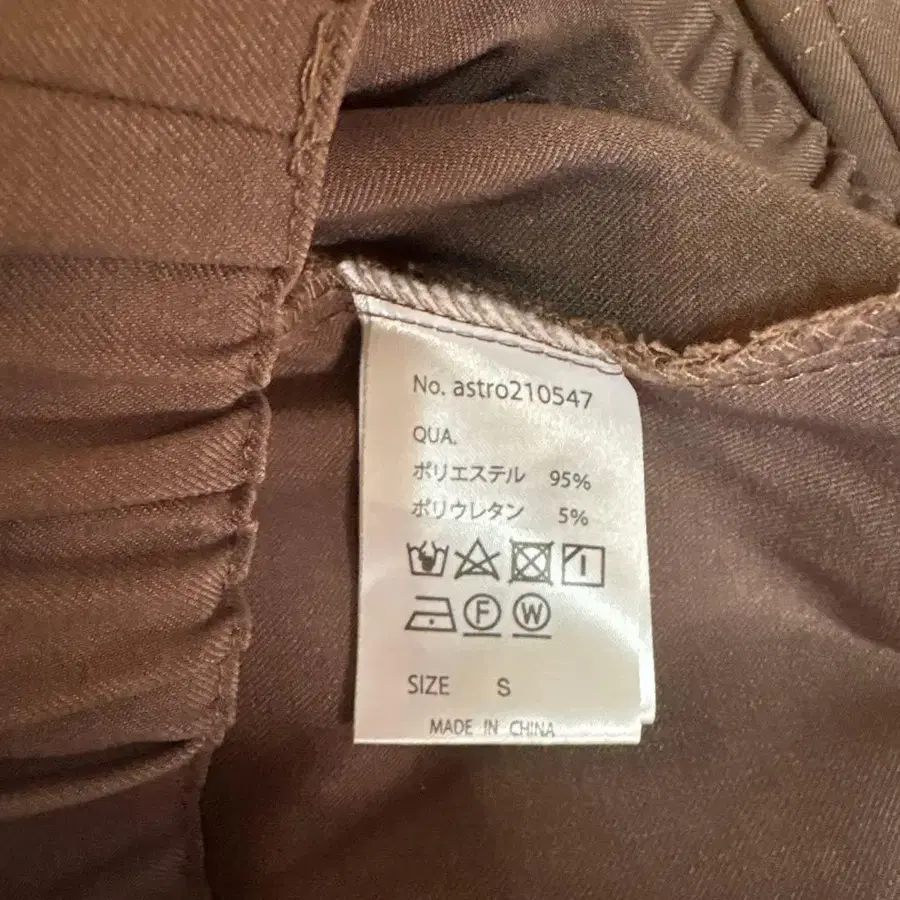 No. astro210547
QUA.
ポリエステル 95%
ポリウレタン 5%
F W
SIZE S
MADE IN CHINA